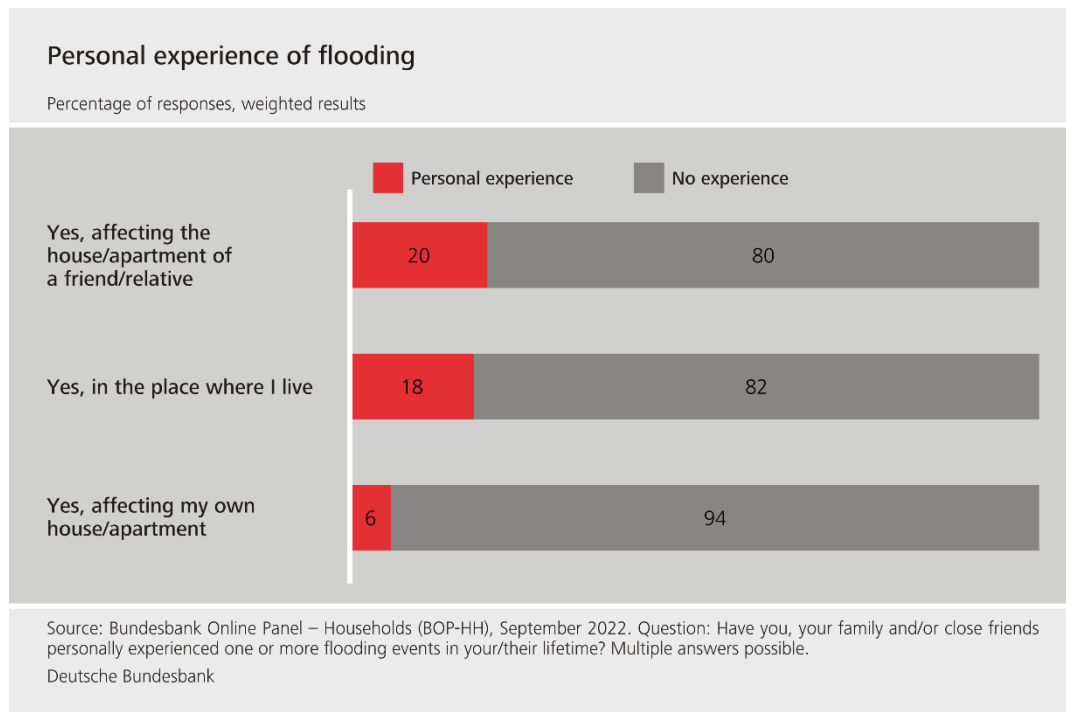 Personal experience of flooding
Percentage of responses, weighted results
Personal experience
No experience
Yes, affecting the
house/apartment of
a friend/relative
20
80
Yes, in the place where I live
18
82
Yes, affecting my own
house/apartment
6
94
Source: Bundesbank Online Panel – Households (BOP-HH), September 2022. Question: Have you, your family and/or close friends
personally experienced one or more flooding events in your/their lifetime? Multiple answers possible.
Deutsche Bundesbank